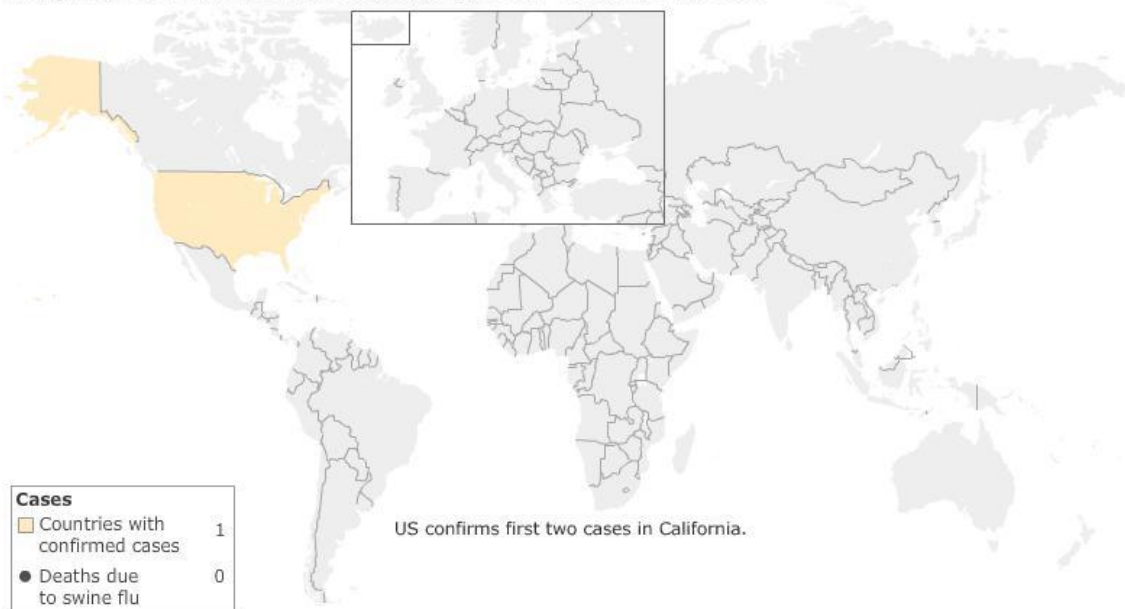 US confirms first two cases in California.
Cases
Countries with 1
confirmed cases
Deaths due 0
to swine flu